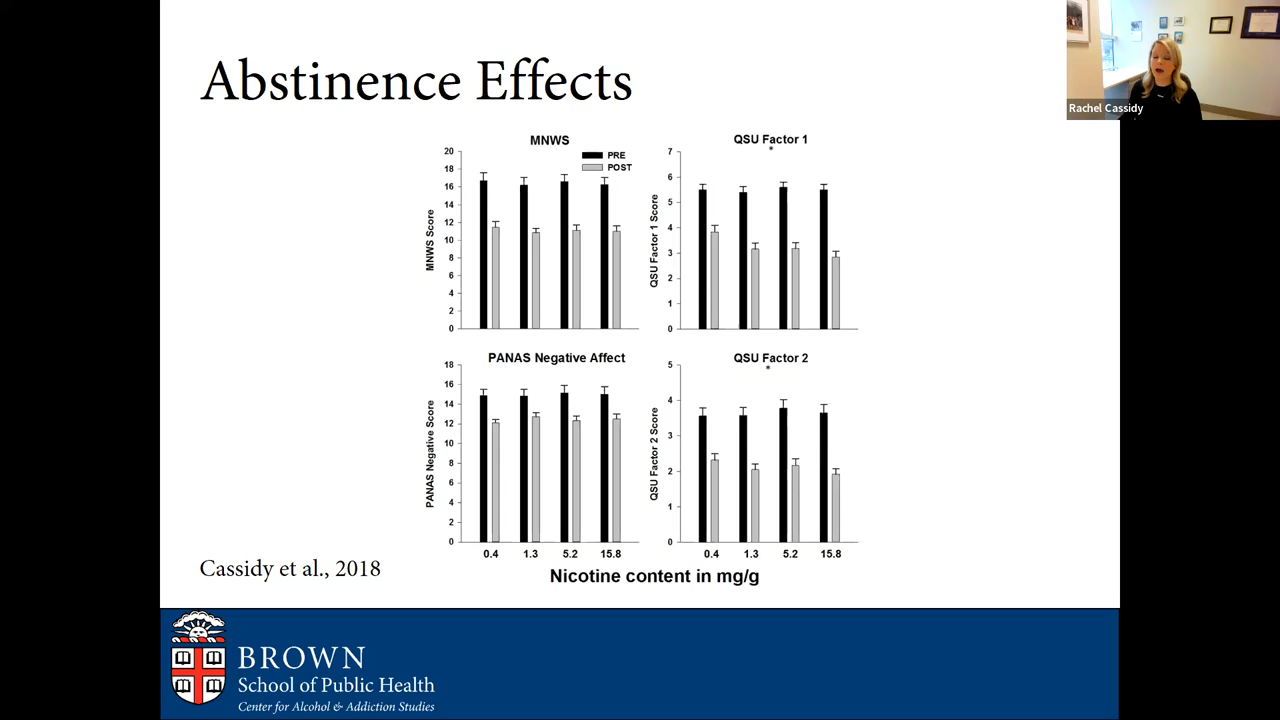 Abstinence Effects
Rachel Cassidy
MNWS
PRE
POST
20
18
16
14
12
10
8
6
4
2
0
MNWS Score
QSU Factor 1
*
7
6
5
4
3
2
1
0
QSU Factor 1 Score
PANAS Negative Affect
18
16
14
12
10
8
6
4
2
0
PANAS Negative Score
0.4 1.3 5.2 15.8
QSU Factor 2
*
5
4
3
2
1
0
QSU Factor 2 Score
0.4 1.3 5.2 15.8
Nicotine content in mg/g
Cassidy et al., 2018
BROWN
School of Public Health
Center for Alcohol & Addiction Studies